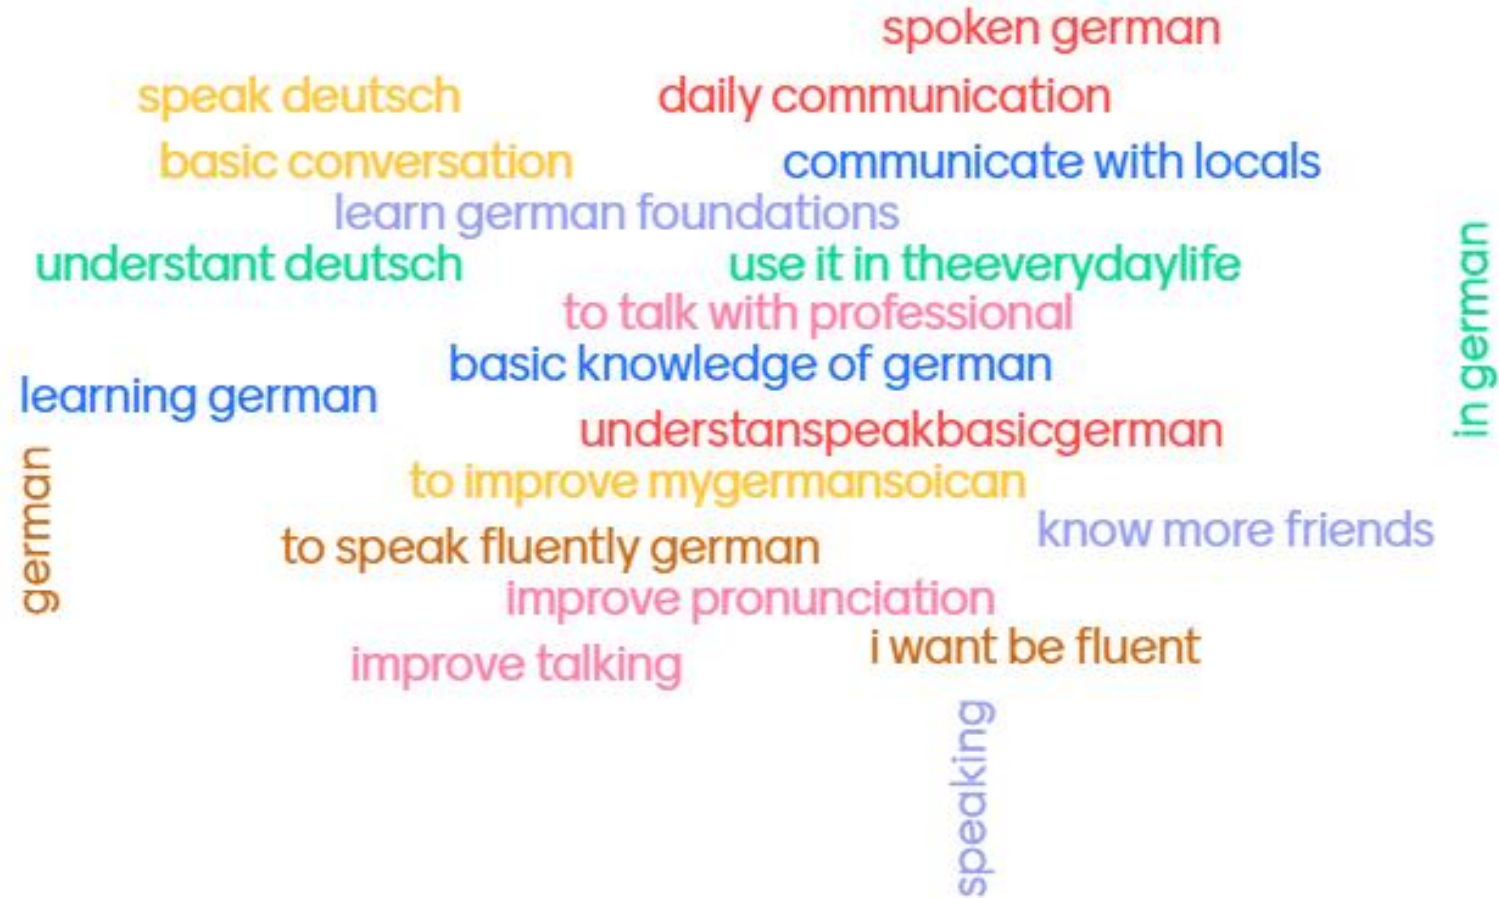 spoken german
speak deutsch
daily communication
basic conversation
communicate with locals
learn german foundations
understant deutsch
use it in theeverydaylife
in german
to talk with professional
basic knowledge of german
learning german
understanspeakbasicgerman
german
to improve mygermansoican
know more friends
to speak fluently german
improve pronunciation
i want be fluent
improve talking
speaking